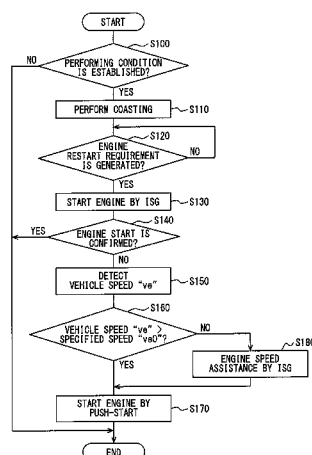 START
S100
NO
PERFORMING CONDITION
IS ESTABLISHED?
YES
PERFORM COASTING
S110
S120
ENGINE
RESTART REQUIREMENT
IS GENERATED?
NO
YES
START ENGINE BY ISG
S130
S140
YES
ENGINE START IS
CONFIRMED?
NO
DETECT
VEHICLE SPEED "ve"
S150
S160
VEHICLE SPEED "ve" >
SPECIFIED SPEED "ve0"?
NO
YES
S180
ENGINE SPEED
ASSISTANCE BY ISG
START ENGINE BY
PUSH-START
S170
END